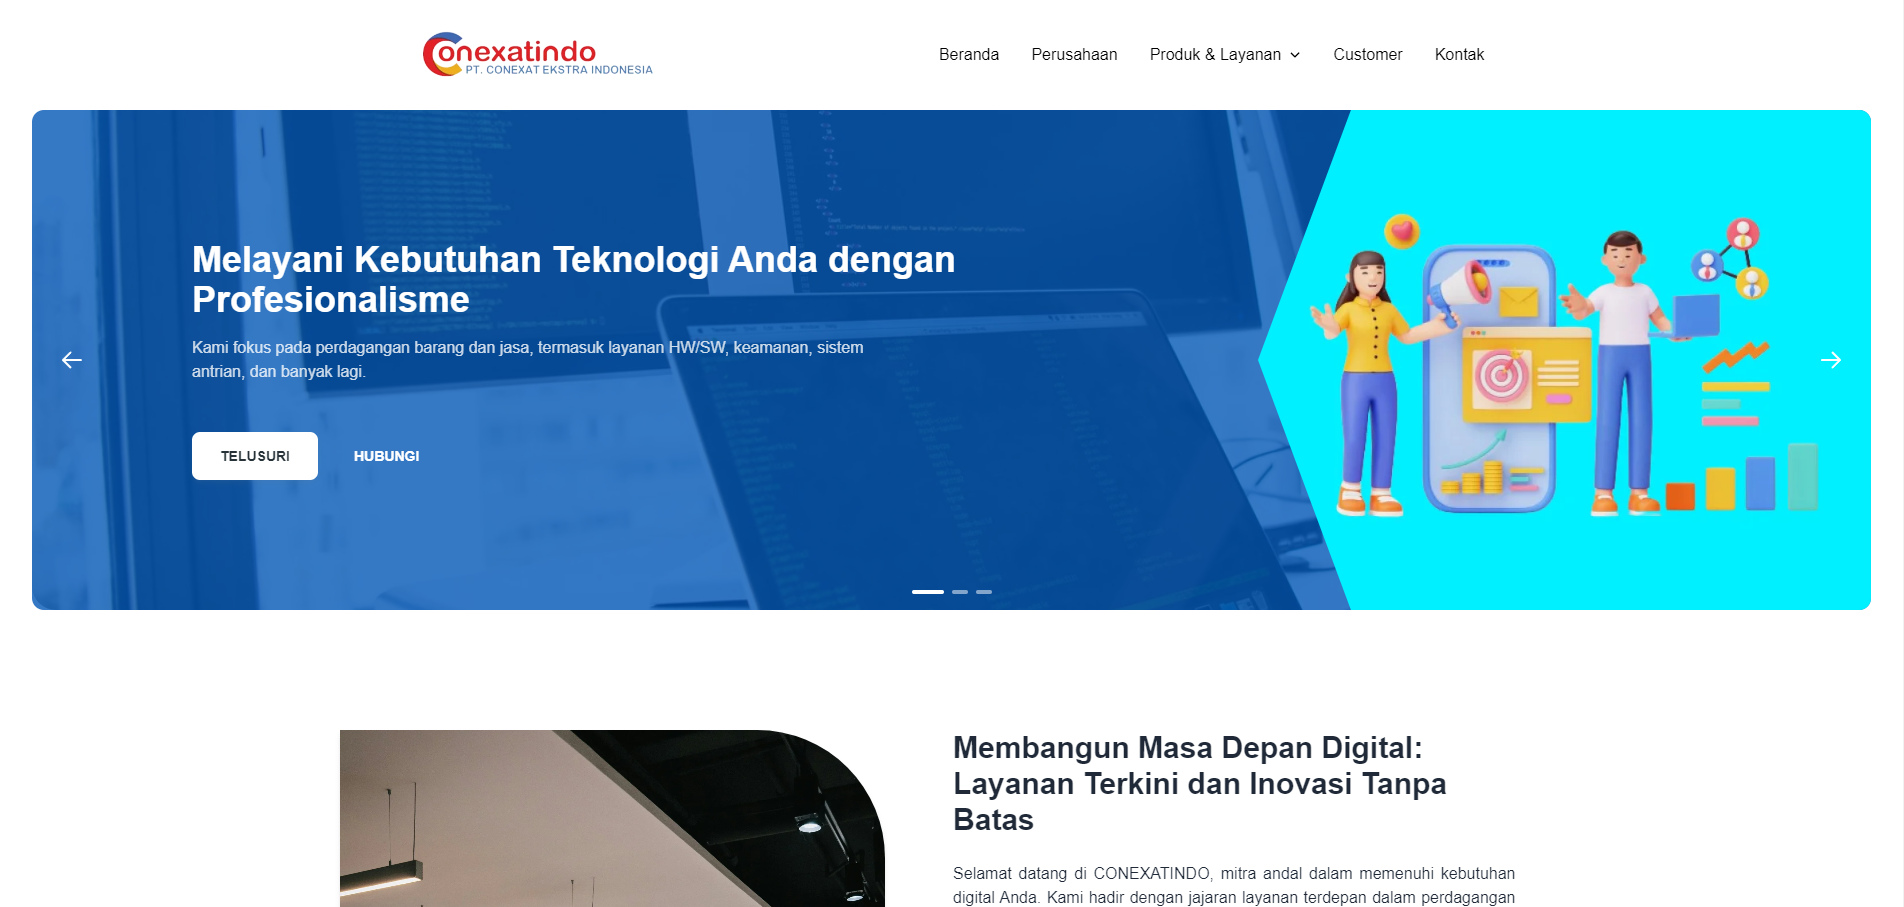 Conexatindo
PT. CONEXAT EKSTRA INDONESIA
Beranda
Perusahaan
Produk & Layanan
Customer
Kontak
Melayani Kebutuhan Teknologi Anda dengan
Profesionalisme
Kami fokus pada perdagangan barang dan jasa, termasuk layanan HW/SW, keamanan, sistem
antrian, dan banyak lagi.
TELUSURI
HUBUNGI
Membangun Masa Depan Digital:
Layanan Terkini dan Inovasi Tanpa
Batas
Selamat datang di CONEXATINDO, mitra andal dalam memenuhi kebutuhan
digital Anda. Kami hadir dengan jajaran layanan terdepan dalam perdagangan